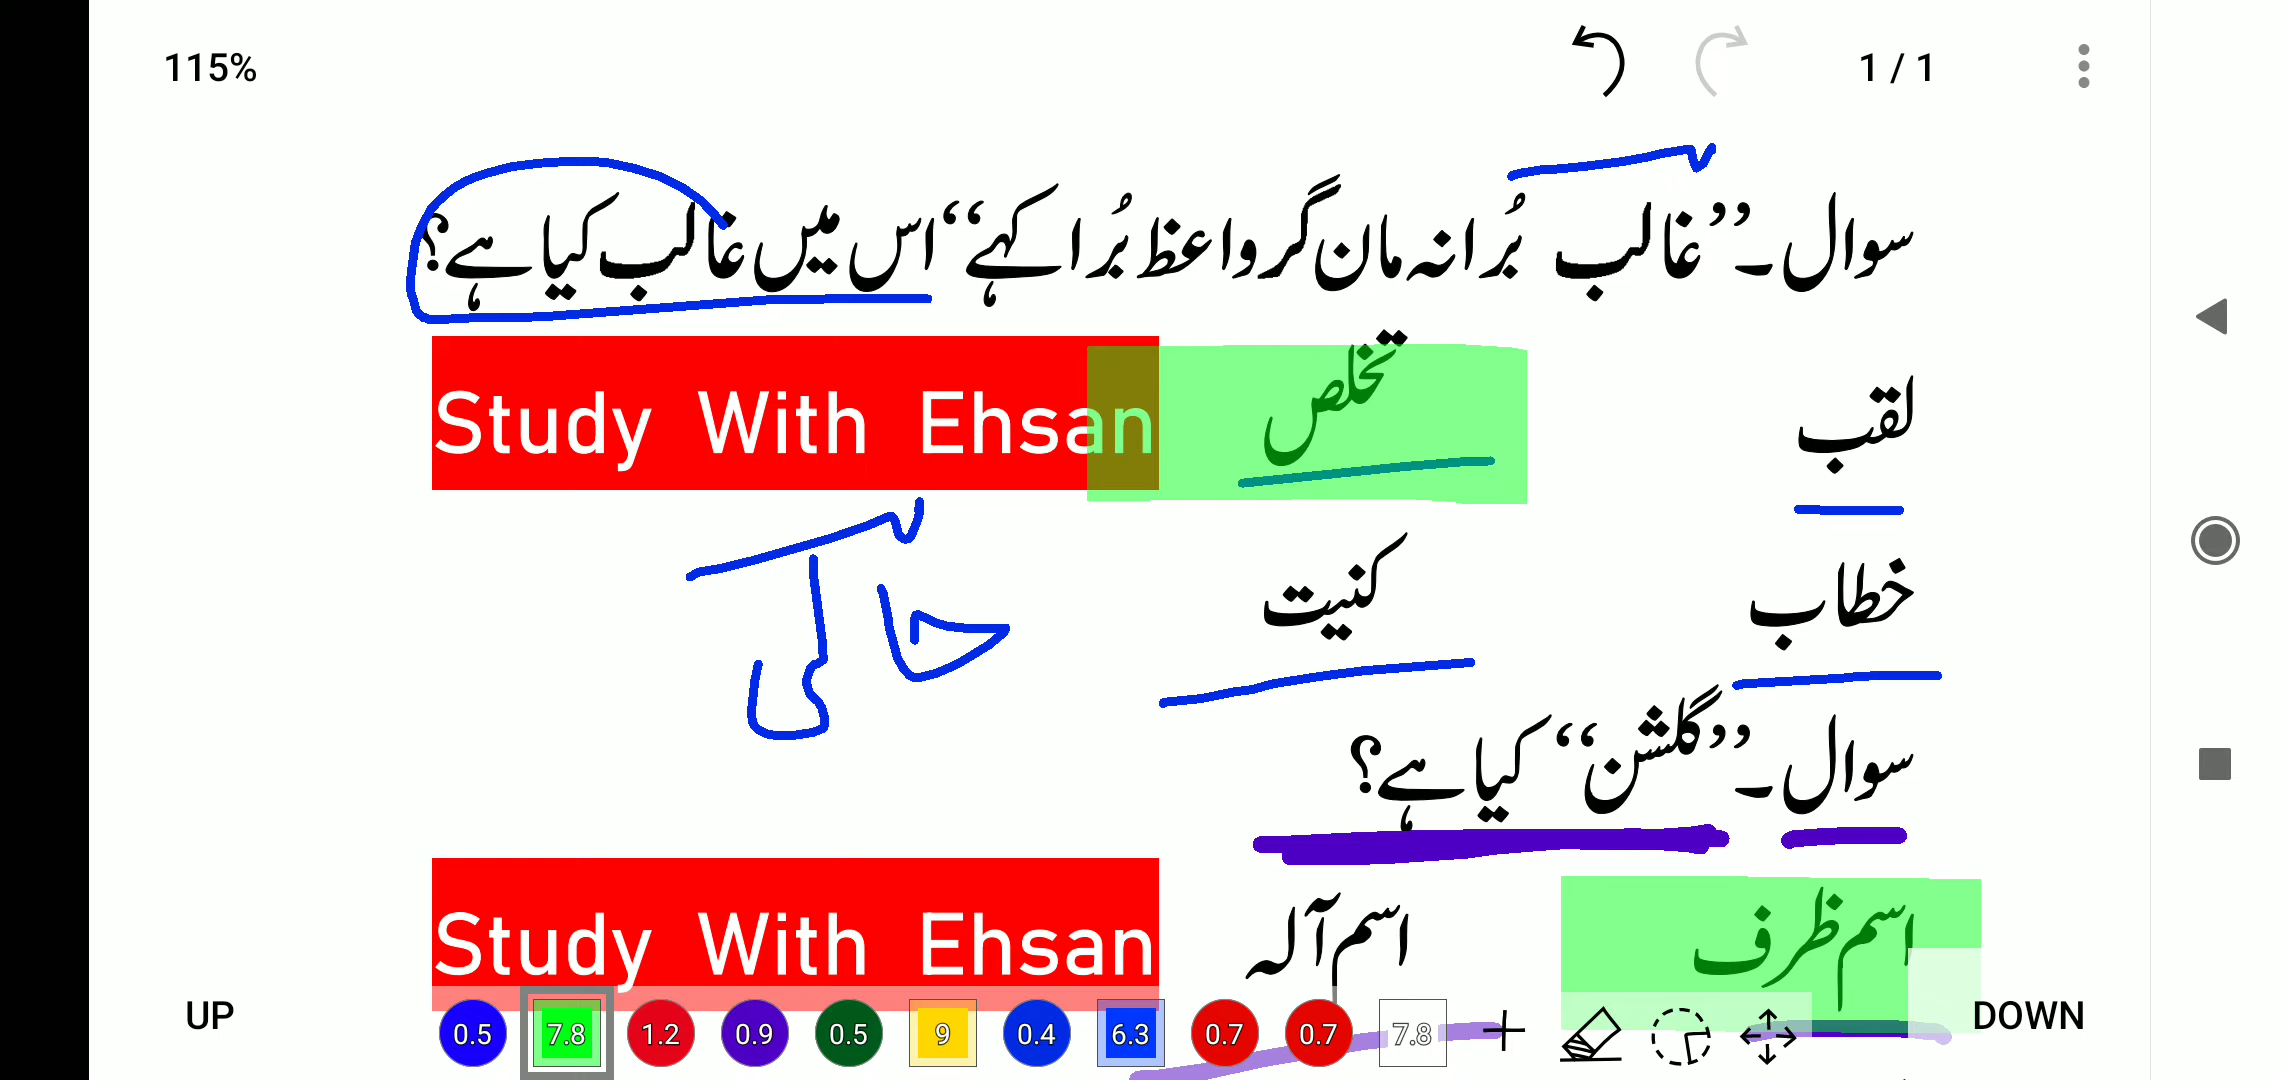 115%
1 / 1
سوال۔’’غالب بُرا نہ مان گر واعظ بُرا کہے‘‘ اس میں غالب کیا ہے؟
لقب تخلص Study With Ehsan
خطاب کنیت حالی
سوال۔’’گلشن‘‘ کیا ہے؟
اسم ظرف اسم آلہ Study With Ehsan
UP 0.5 7.8 1.2 0.9 0.5 9 0.4 6.3 0.7 0.7 7.8 DOWN